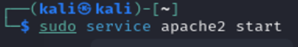 ┌──(kali㉿kali)-[~]
└─$ sudo service apache2 start